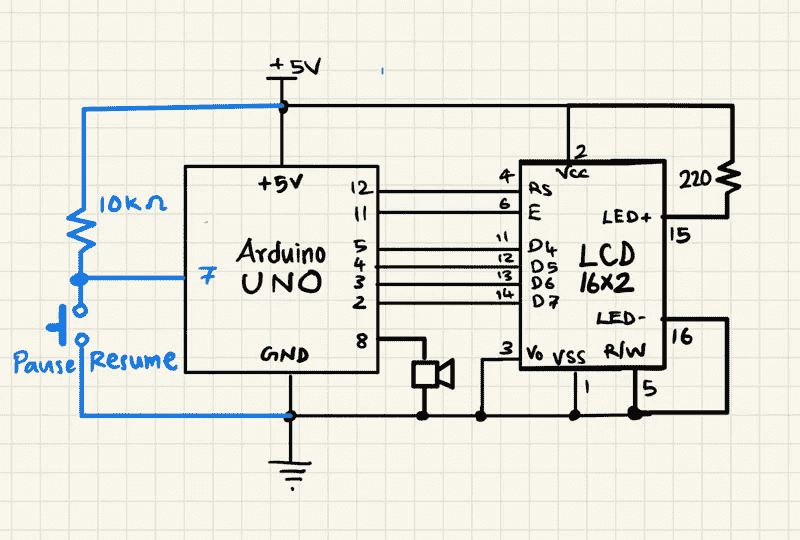 +5V
10KΩ
7
Pause Resume
+5V
Arduino
UNO
GND
12
11
5
4
3
2
8
4
6
11
12
13
14
3
2
Vcc
RS
E
D4
D5
D6
D7
LCD
16x2
LED+
15
220
LED-
16
Vo
VSS
R/W
1
5